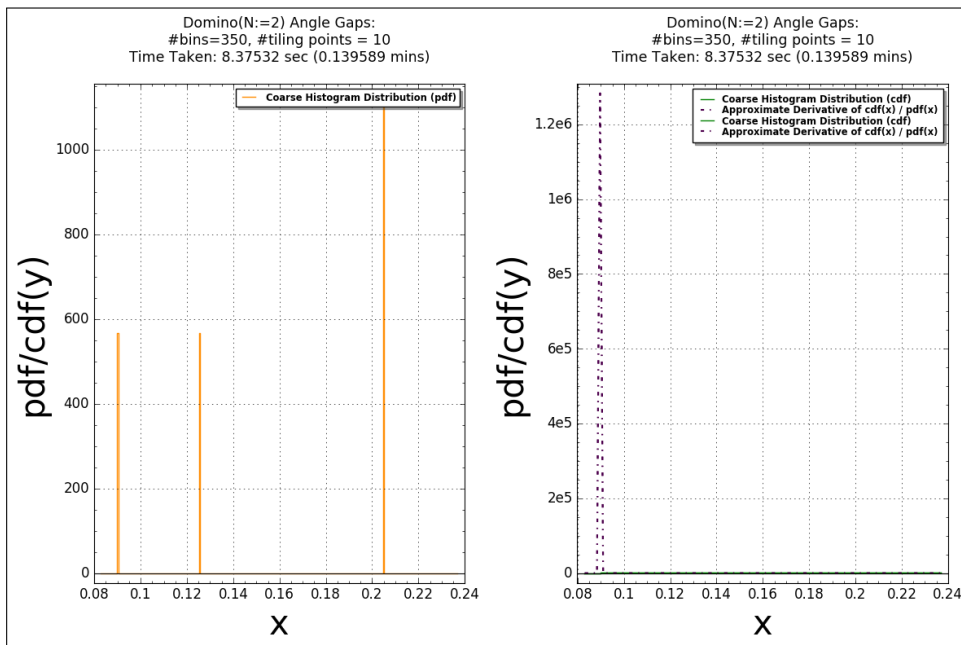 Domino(N:=2) Angle Gaps:
#bins=350, #tiling points = 10
Time Taken: 8.37532 sec (0.139589 mins)
Coarse Histogram Distribution (pdf)
pdf/cdf(y)
1000
800
600
400
200
0
0.08 0.1 0.12 0.14 0.16 0.18 0.2 0.22 0.24
x
Domino(N:=2) Angle Gaps:
#bins=350, #tiling points = 10
Time Taken: 8.37532 sec (0.139589 mins)
Coarse Histogram Distribution (cdf)
Approximate Derivative of cdf(x) / pdf(x)
Coarse Histogram Distribution (cdf)
Approximate Derivative of cdf(x) / pdf(x)
pdf/cdf(y)
1.2e6
1e6
8e5
6e5
4e5
2e5
0
0.08 0.1 0.12 0.14 0.16 0.18 0.2 0.22 0.24
x